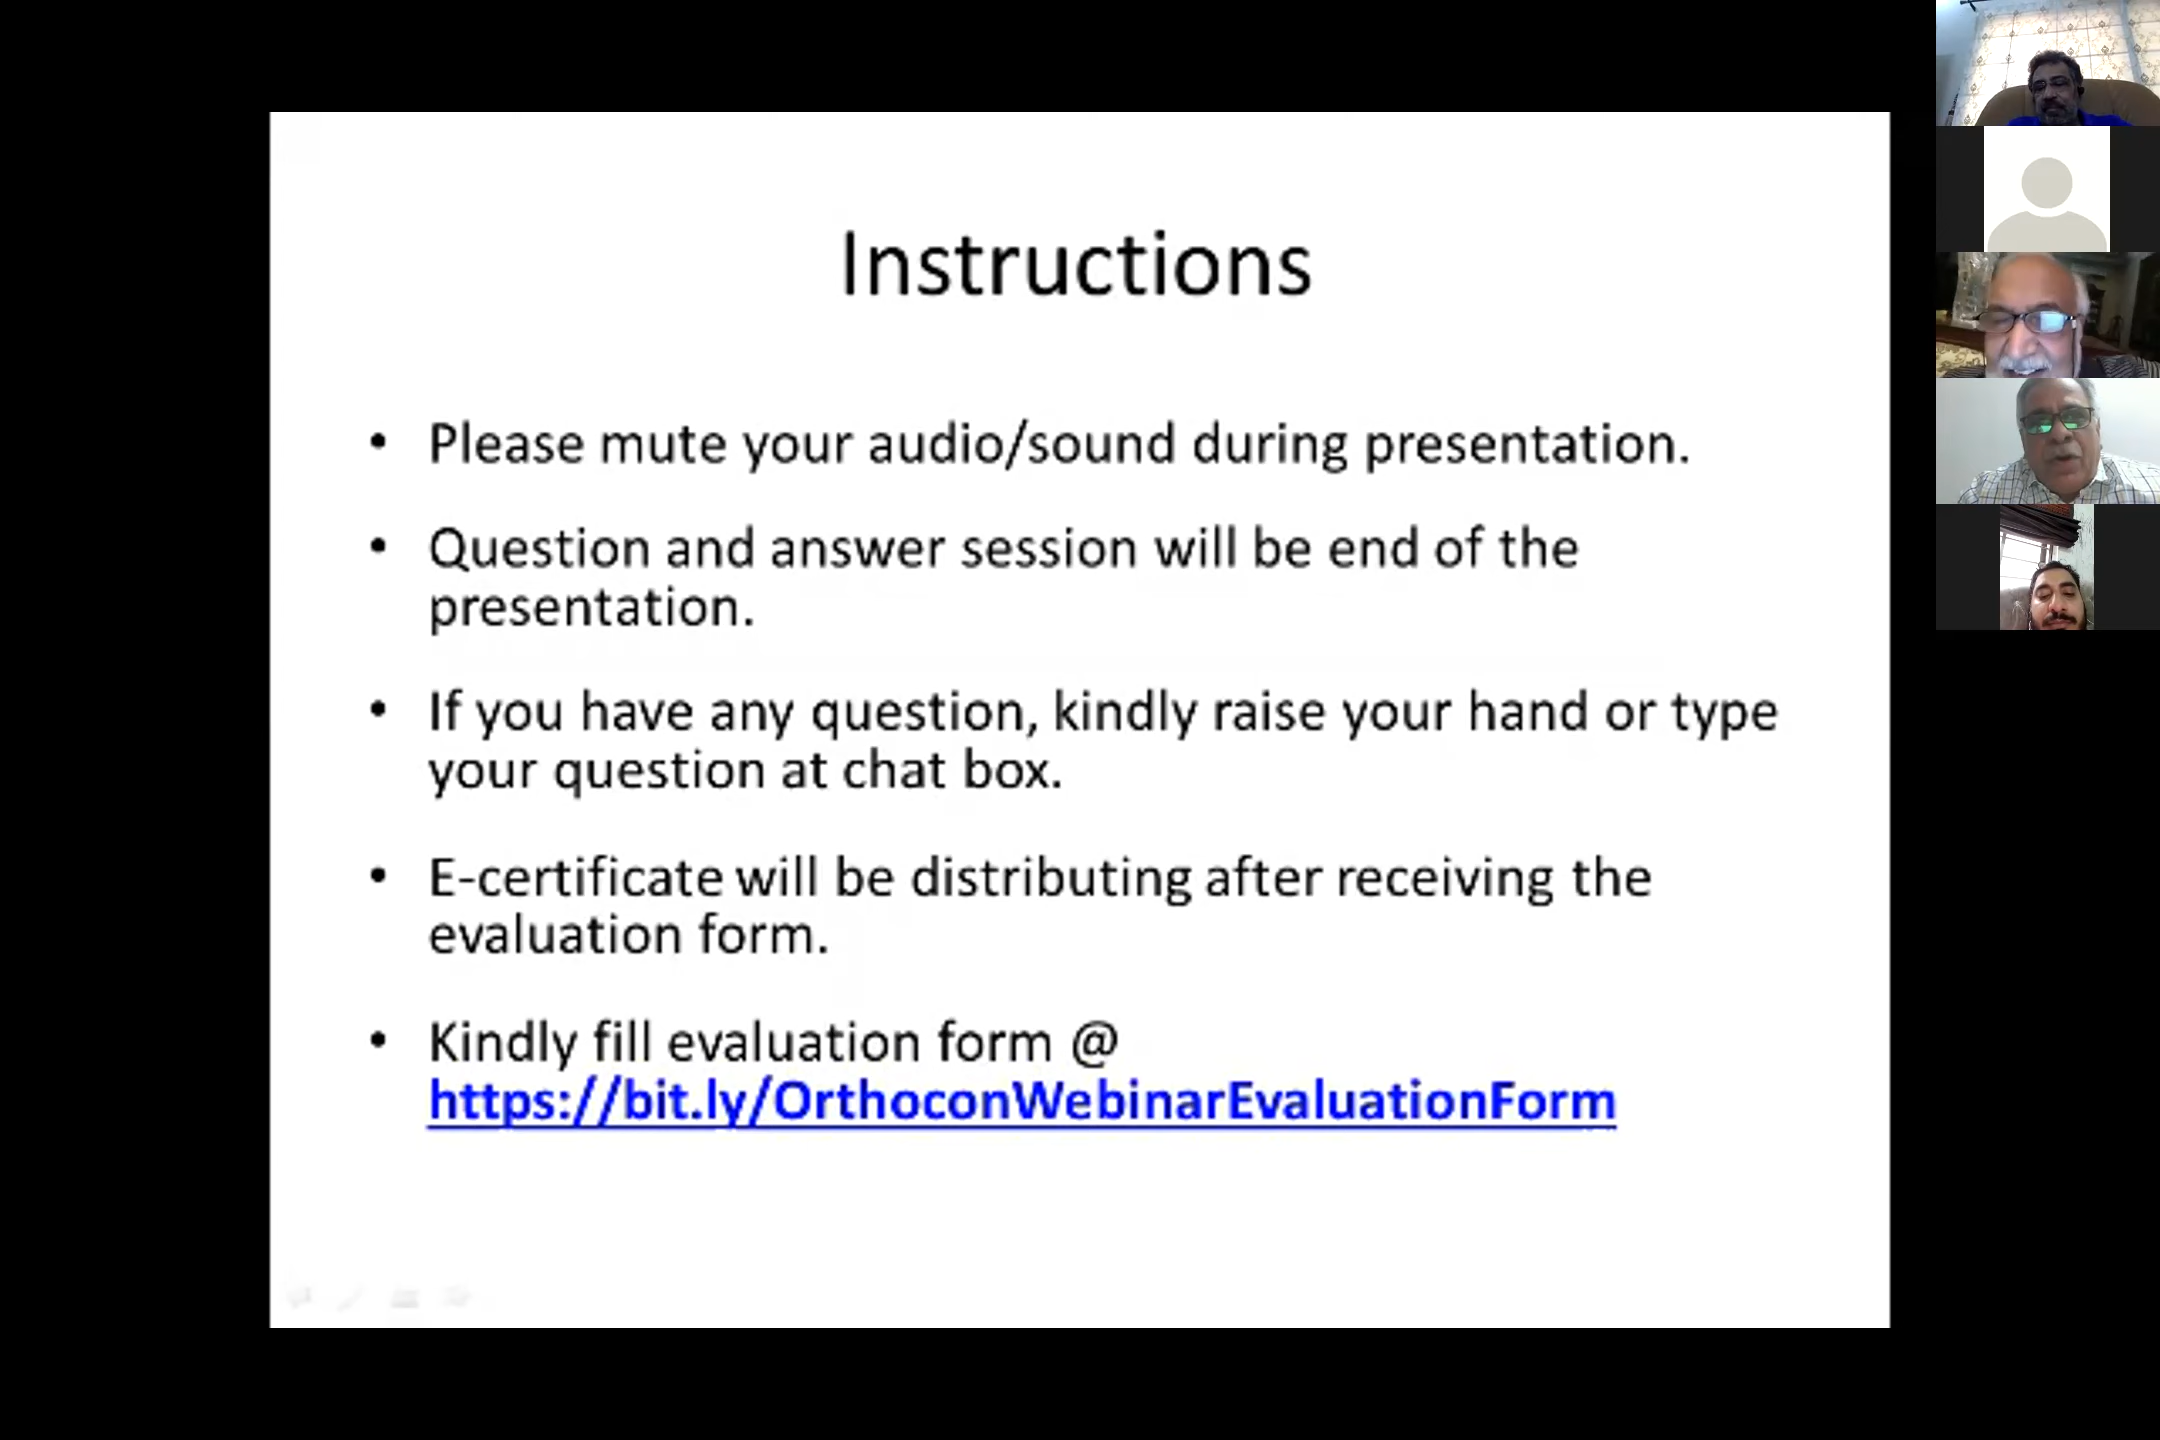 Instructions
• Please mute your audio/sound during presentation.
• Question and answer session will be end of the
presentation.
• If you have any question, kindly raise your hand or type
your question at chat box.
• E-certificate will be distributing after receiving the
evaluation form.
• Kindly fill evaluation form @
https://bit.ly/OrthoconWebinarEvaluationForm